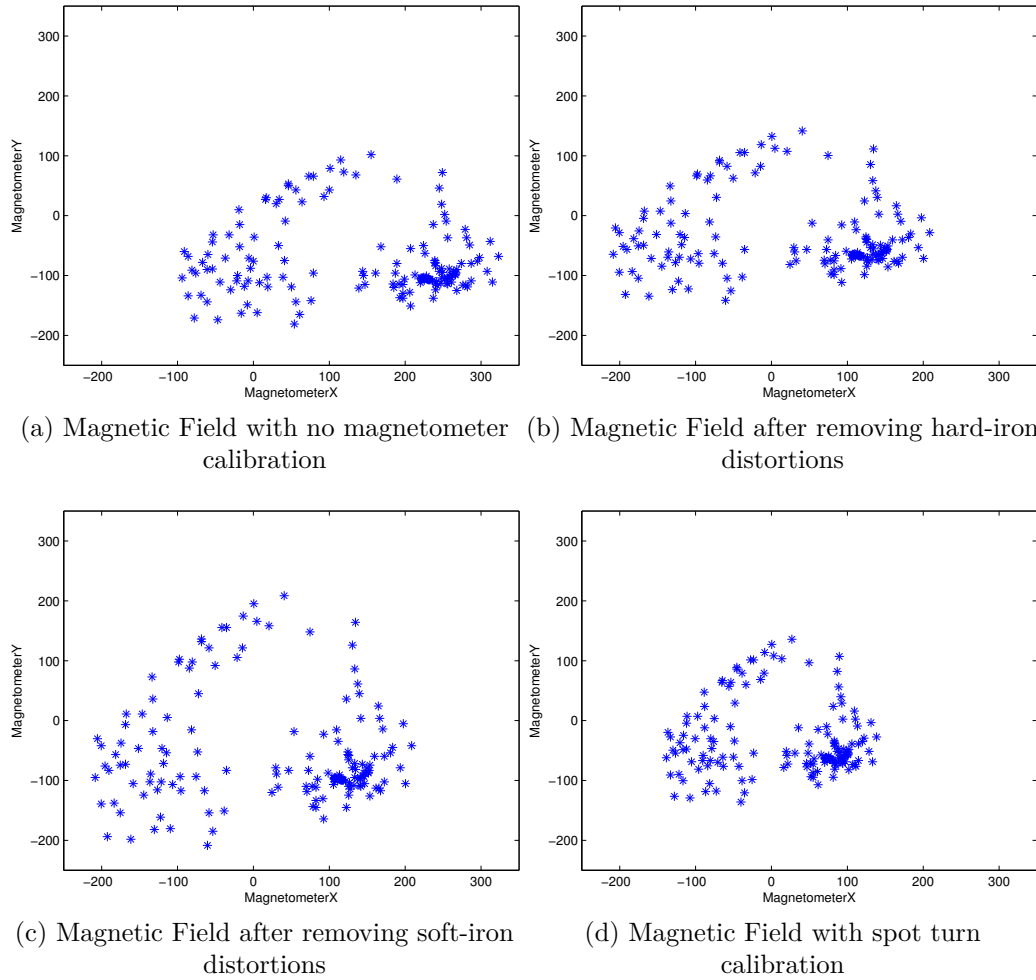 300
200
100
0
−100
−200
MagnetometerY
−200 −100 0 100 200 300
MagnetometerX
(a) Magnetic Field with no magnetometer
calibration
300
200
100
0
−100
−200
MagnetometerY
−200 −100 0 100 200 300
MagnetometerX
(b) Magnetic Field after removing hard-iron
distortions
300
200
100
0
−100
−200
MagnetometerY
−200 −100 0 100 200 300
MagnetometerX
(c) Magnetic Field after removing soft-iron
distortions
300
200
100
0
−100
−200
MagnetometerY
−200 −100 0 100 200 300
MagnetometerX
(d) Magnetic Field with spot turn
calibration